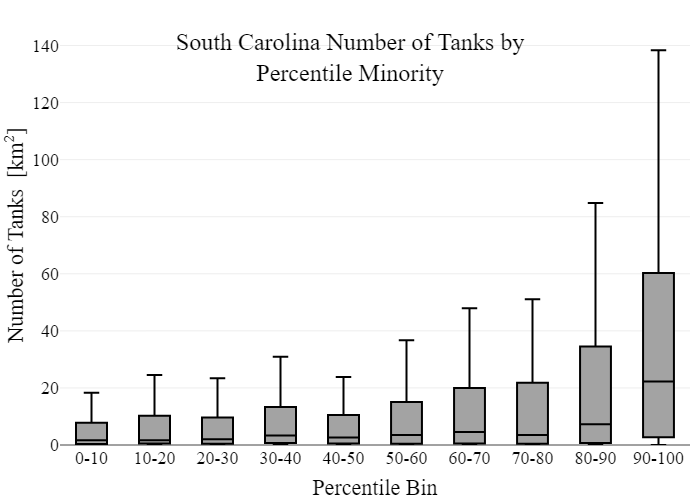 South Carolina Number of Tanks by
Percentile Minority
Number of Tanks [km²]
140
120
100
80
60
40
20
0
0-10 10-20 20-30 30-40 40-50 50-60 60-70 70-80 80-90 90-100
Percentile Bin